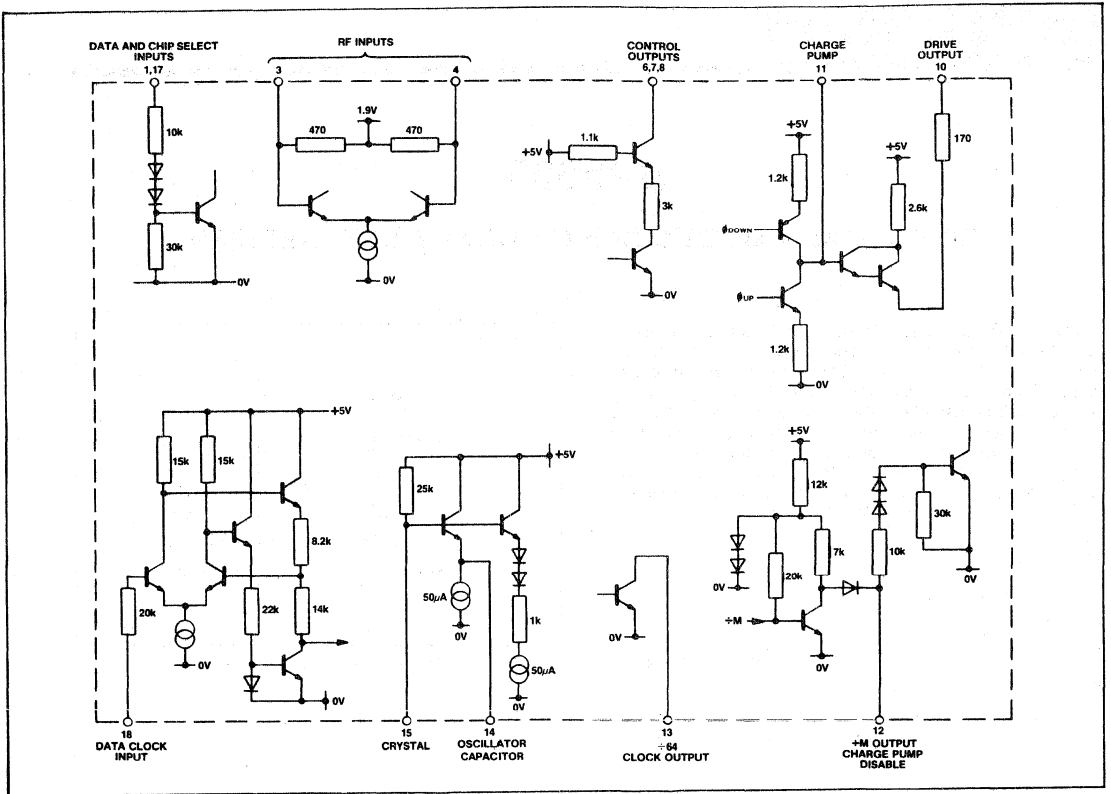 DATA AND CHIP SELECT
INPUTS
1,17
RF INPUTS
3
4
CONTROL
OUTPUTS
6,7,8
CHARGE
PUMP
11
DRIVE
OUTPUT
10
10k
30k
0V
1.9V
470
470
0V
+5V
1.1k
3k
0V
+5V
1.2k
øDOWN
øUP
1.2k
0V
+5V
2.6k
170
+5V
15k
15k
8.2k
20k
22k
14k
0V
0V
+5V
25k
50µA
0V
1k
50µA
0V
0V
+5V
12k
7k
10k
30k
0V
20k
÷M
0V
0V
18
DATA CLOCK
INPUT
15
CRYSTAL
14
OSCILLATOR
CAPACITOR
13
÷64
CLOCK OUTPUT
12
÷M OUTPUT
CHARGE PUMP
DISABLE